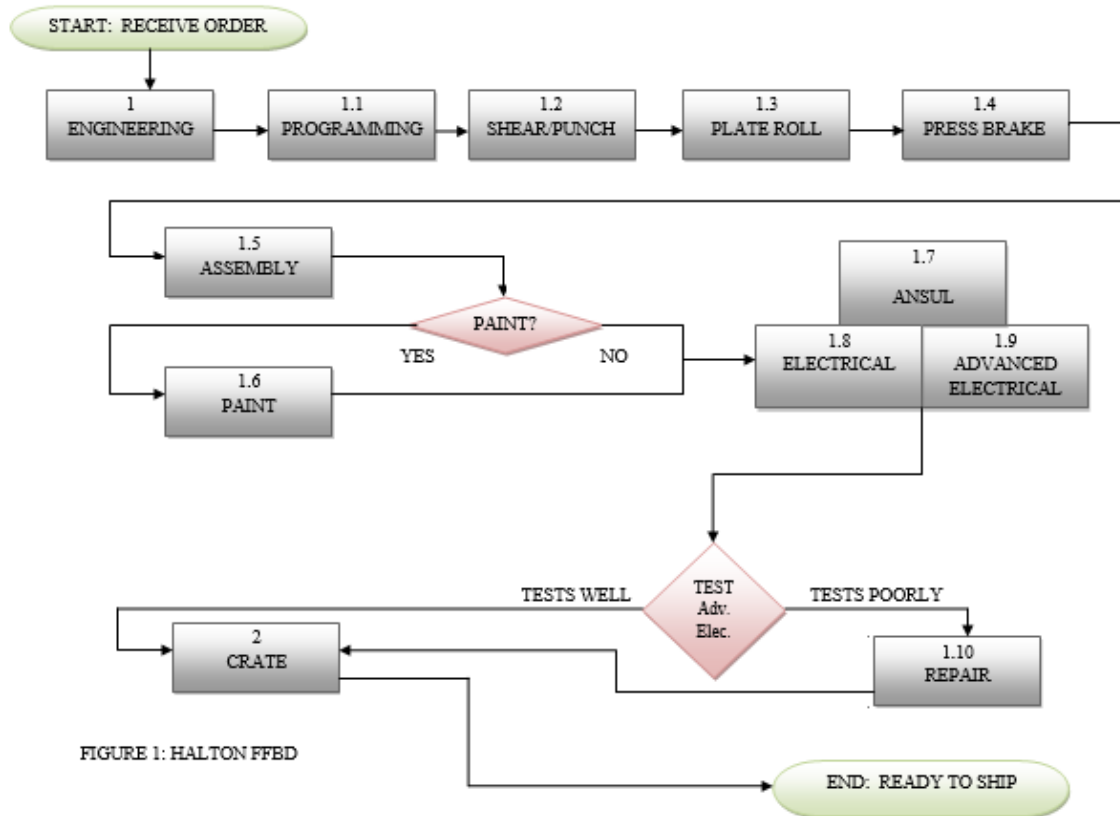 START: RECEIVE ORDER
1
ENGINEERING
1.1
PROGRAMMING
1.2
SHEAR/PUNCH
1.3
PLATE ROLL
1.4
PRESS BRAKE
1.5
ASSEMBLY
PAINT?
YES
NO
1.6
PAINT
1.7
ANSUL
1.8
ELECTRICAL
1.9
ADVANCED
ELECTRICAL
TEST
Adv.
Elec.
TESTS WELL
TESTS POORLY
2
CRATE
1.10
REPAIR
FIGURE 1: HALTON FFBD
END: READY TO SHIP